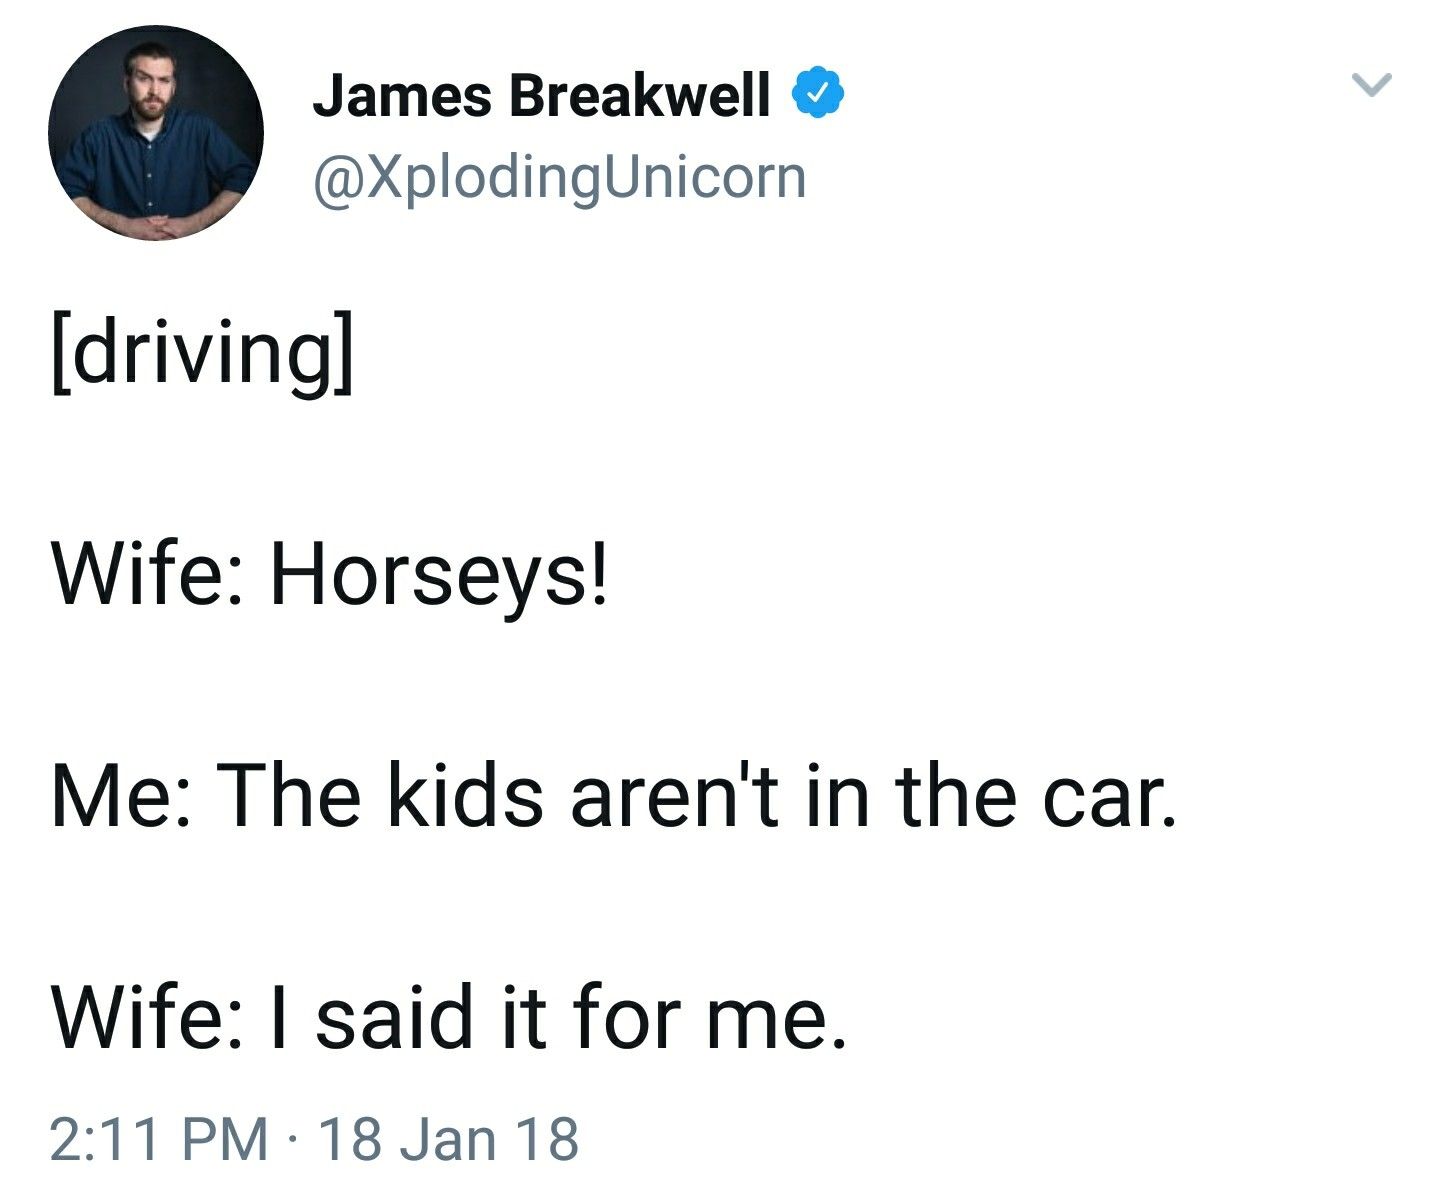 James Breakwell
@XplodingUnicorn
[driving]
Wife: Horseys!
Me: The kids aren't in the car.
Wife: I said it for me.
2:11 PM · 18 Jan 18